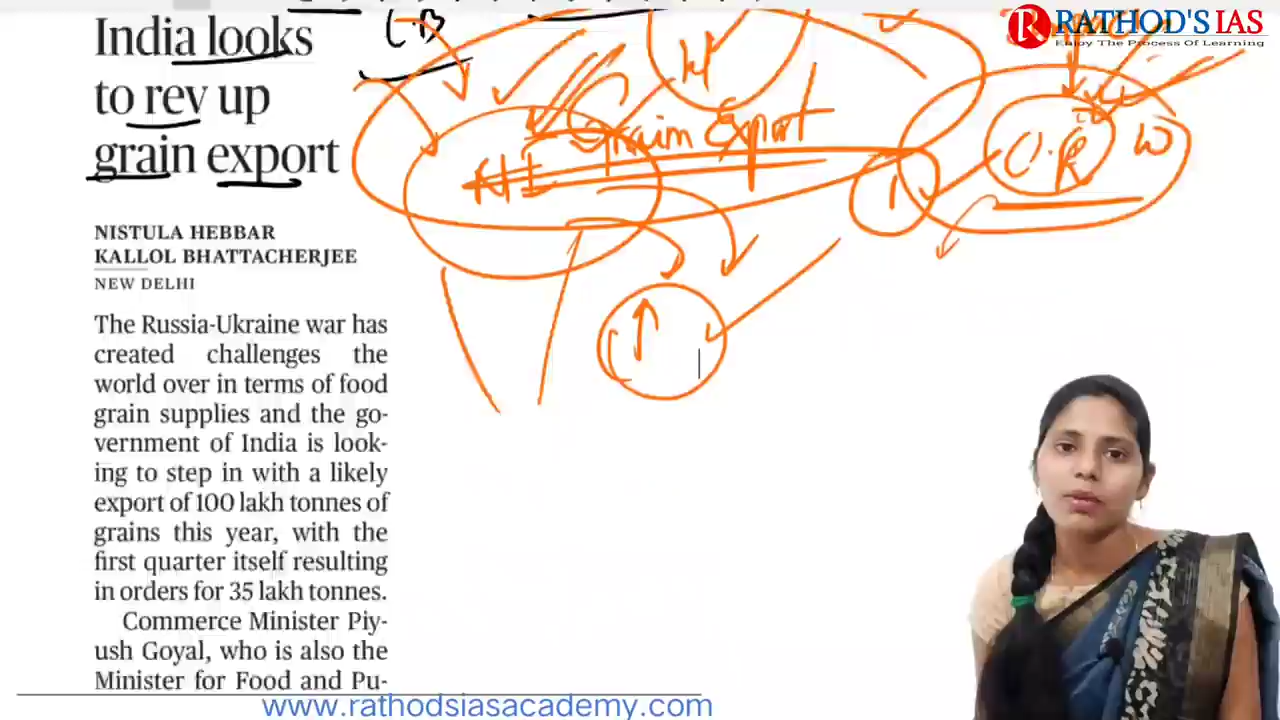 RATHOD'S IAS
Enjoy The Process Of Learning
India looks
to rev up
grain export
Grain Export
NI
U.R
W
NISTULA HEBBAR
KALLOL BHATTACHERJEE
NEW DELHI
The Russia-Ukraine war has
created challenges the
world over in terms of food
grain supplies and the go-
vernment of India is look-
ing to step in with a likely
export of 100 lakh tonnes of
grains this year, with the
first quarter itself resulting
in orders for 35 lakh tonnes.
Commerce Minister Piy-
ush Goyal, who is also the
Minister for Food and Pu-
www.rathodsiasacademy.com